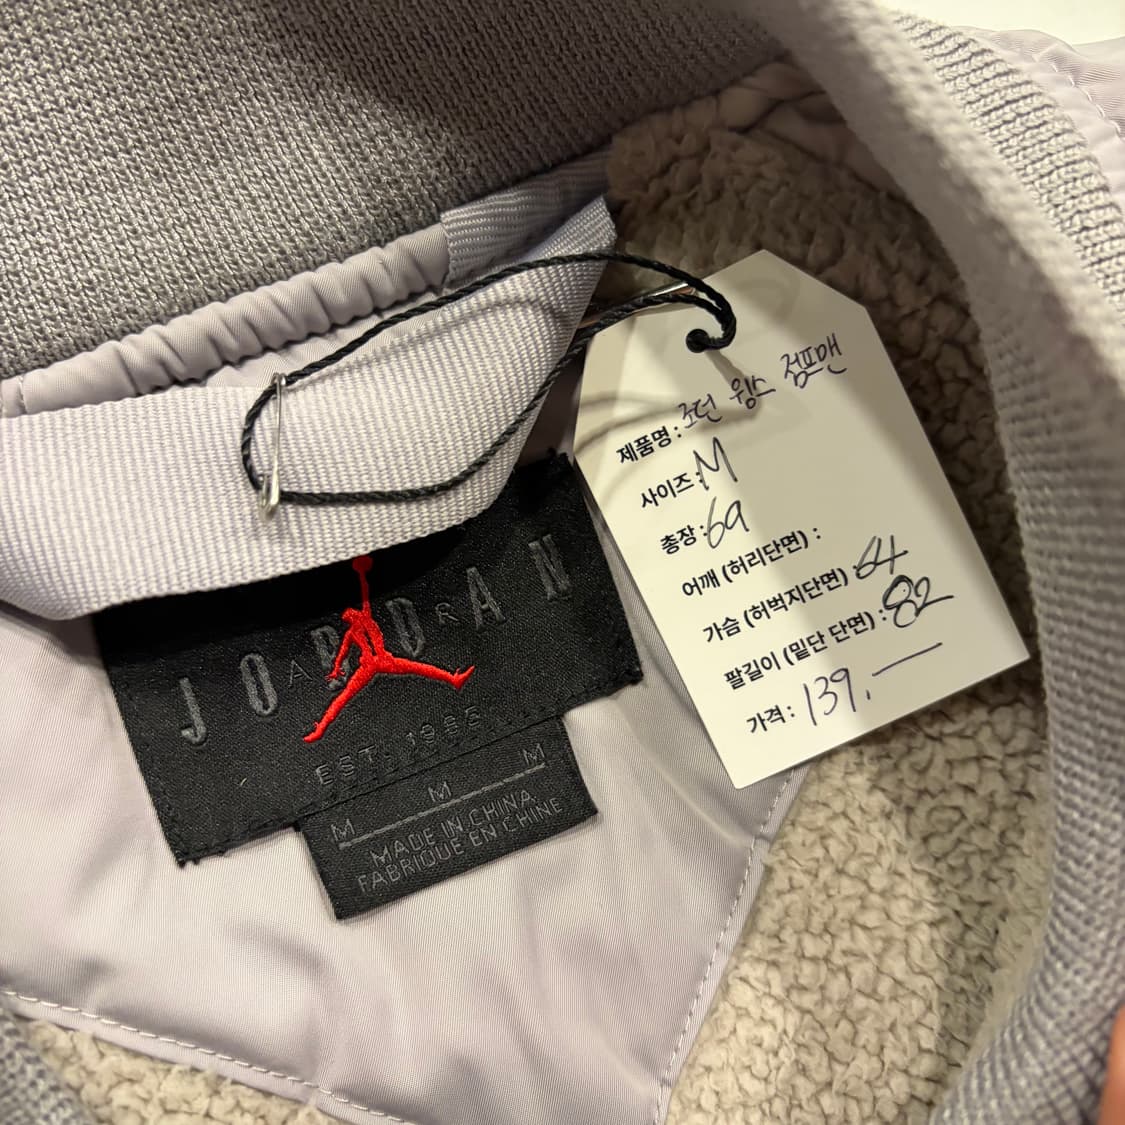 제품명: 조던 윙스 점프맨
사이즈: M
총장: 69
어깨 (허리단면) :
가슴 (허벅지단면) : 64
팔길이 (밑단 단면) : 82
가격: 139,-
JORDAN
AIR
EST. 1985
M M M
MADE IN CHINA
FABRIQUE EN CHINE